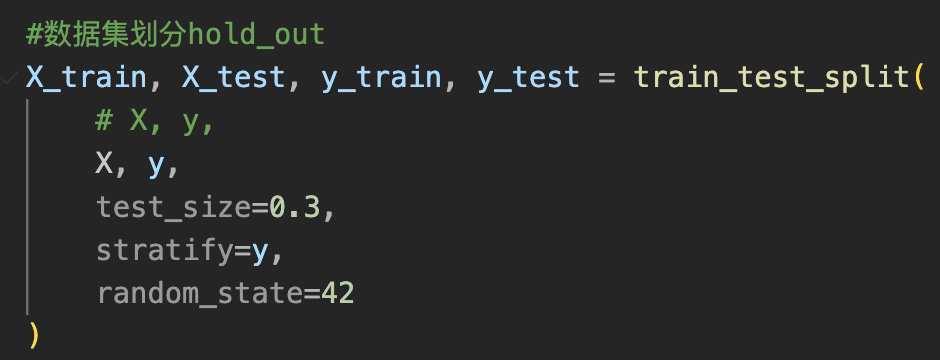 #数据集划分hold_out
X_train, X_test, y_train, y_test = train_test_split(
    # X, y,
    X, y,
    test_size=0.3,
    stratify=y,
    random_state=42
)